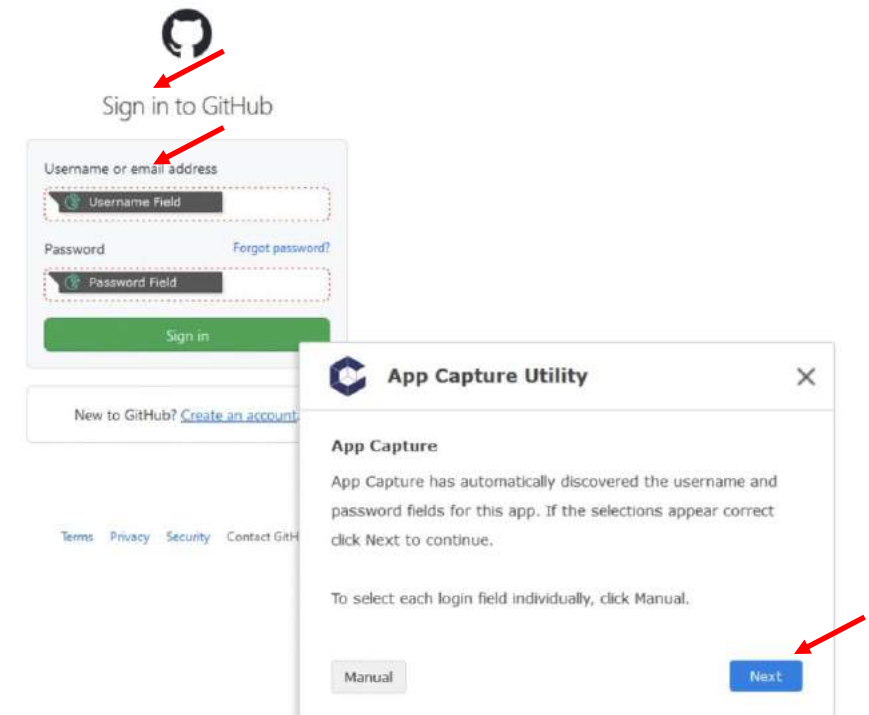 Sign in to GitHub
Username or email address
Username Field
Password Forgot password?
Password Field
Sign in
New to GitHub? Create an account.
Terms Privacy Security Contact GitH
App Capture Utility
App Capture
App Capture has automatically discovered the username and
password fields for this app. If the selections appear correct
click Next to continue.
To select each login field individually, click Manual.
Manual Next